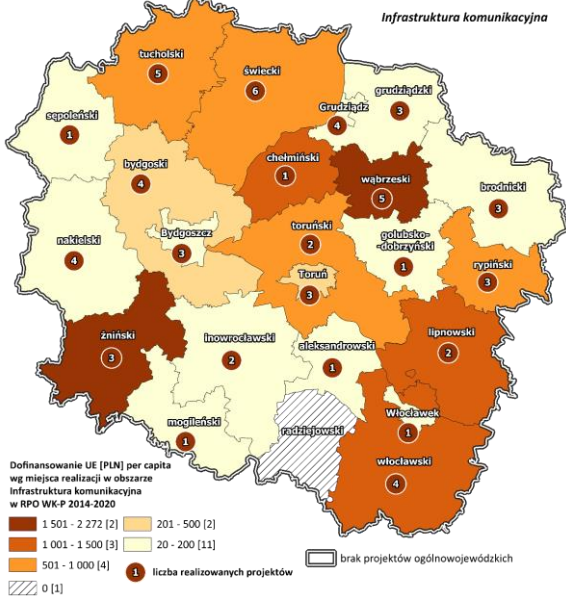 Infrastruktura komunikacyjna
tucholski
5
świecki
6
grudziądzki
3
Grudziądz
4
sępoleński
1
chełmiński
1
bydgoski
4
wąbrzeski
5
brodnicki
3
Bydgoszcz
3
toruński
2
golubsko-
-dobrzyński
1
nakielski
4
Toruń
3
rypiński
3
żniński
3
inowrocławski
2
aleksandrowski
1
lipnowski
2
mogileński
1
radziejowski
Włocławek
1
włocławski
4
Dofinansowanie UE [PLN] per capita
wg miejsca realizacji w obszarze
Infrastruktura komunikacyjna
w RPO WK-P 2014-2020
1 501 - 2 272 [2]
201 - 500 [2]
1 001 - 1 500 [3]
20 - 200 [11]
501 - 1 000 [4]
0 [1]
1 liczba realizowanych projektów
brak projektów ogólnowojewódzkich